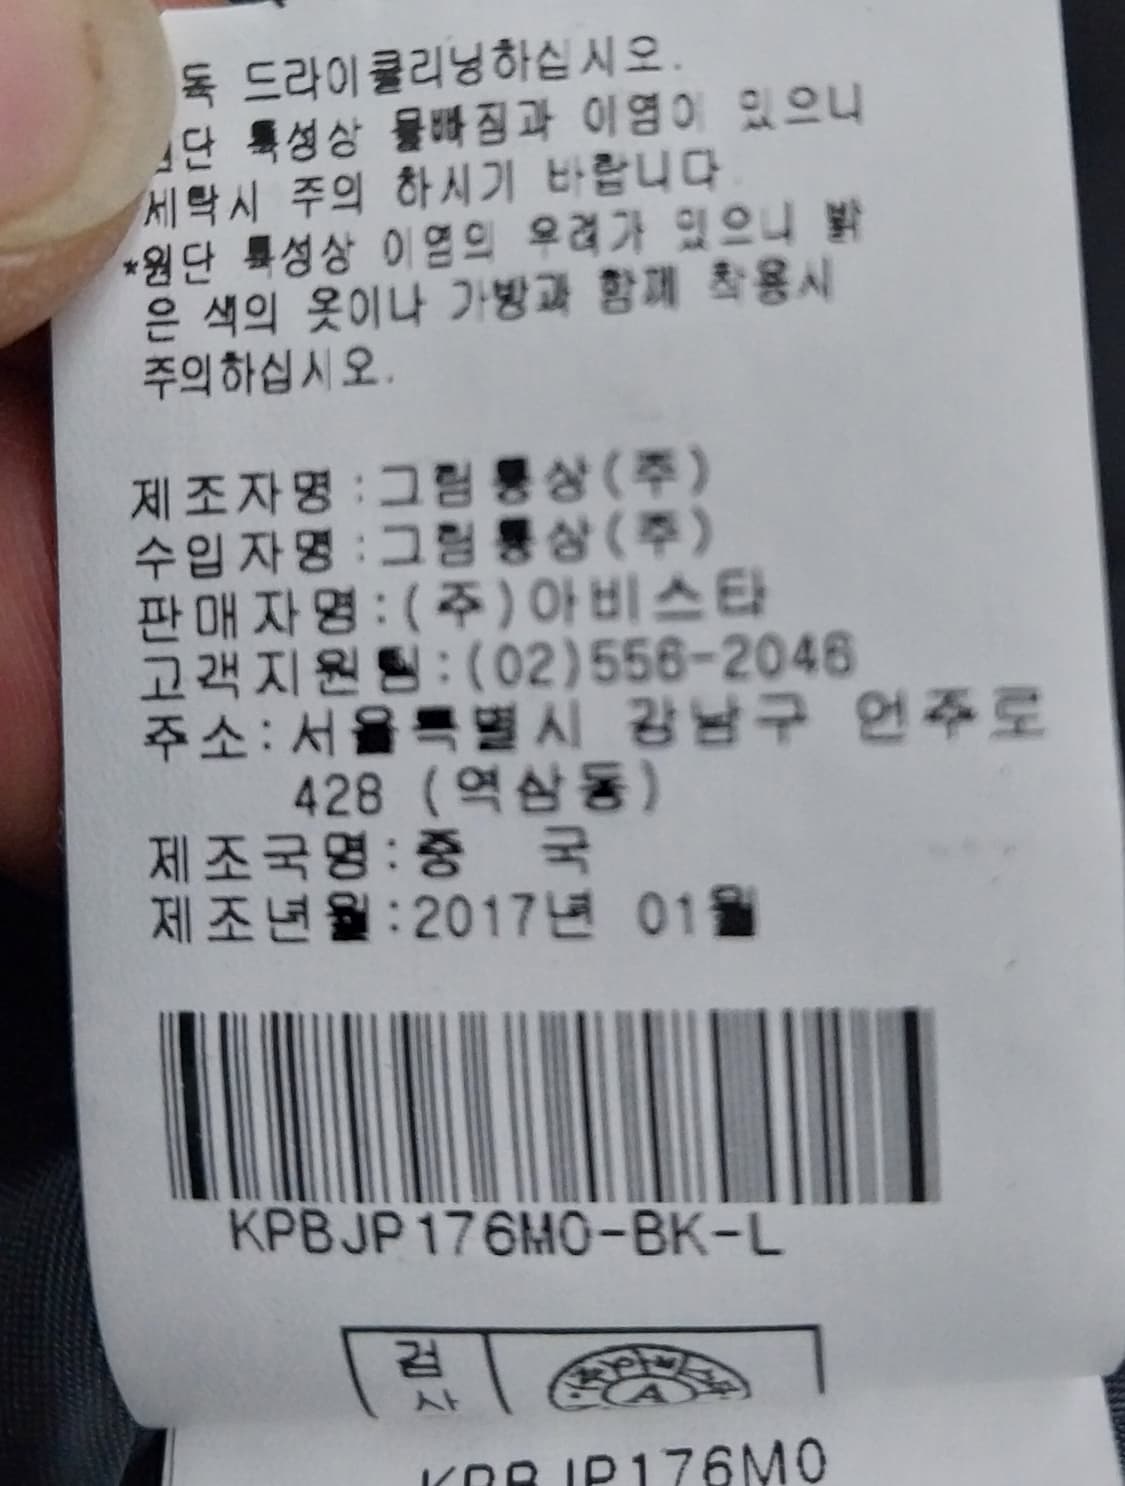 독 드라이클리닝하십시오.
원단 특성상 물빠짐과 이염이 있으니
세탁시 주의 하시기 바랍니다
*원단 특성상 이염의 우려가 있으니 밝
은 색의 옷이나 가방과 함께 착용시
주의하십시오.
제조자명:그림통상(주)
수입자명:그림통상(주)
판매자명:(주)아비스타
고객지원팀:(02)556-2046
주소:서울특별시 강남구 언주로
428 (역삼동)
제조국명:중 국
제조년월:2017년 01월
KPBJP176M0-BK-L
검사
A
KPBJP176M0